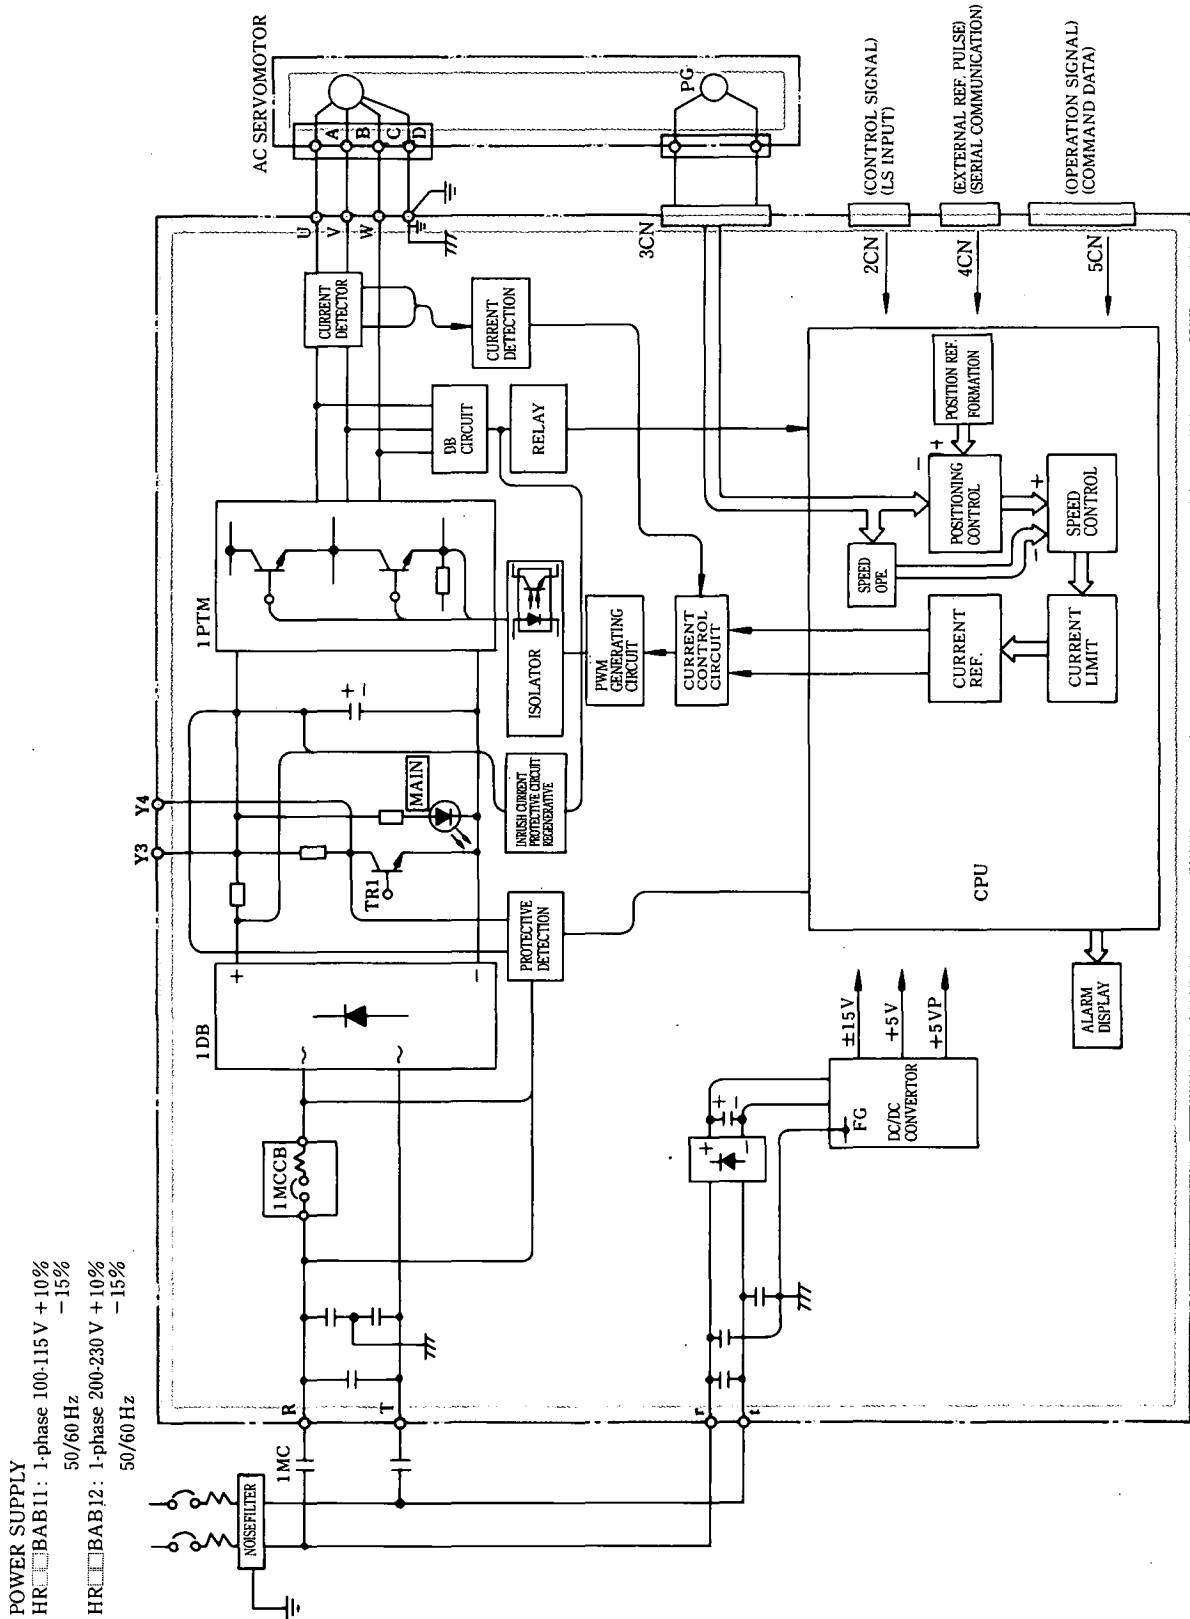 POWER SUPPLY
HR□□BAB11: 1-phase 100-115 V +10%
-15%
50/60 Hz
HR□□BAB12: 1-phase 200-230 V +10%
-15%
50/60 Hz
NOISE FILTER
1MC
R
T
r
t
1MCCB
1DB
~
~
+
-
Y3
Y4
TR1
MAIN
+
-
1PTM
CURRENT
DETECTOR
U
V
W
AC SERVOMOTOR
A
B
C
D
PG
3CN
PROTECTIVE
DETECTION
INRUSH CURRENT
PROTECTIVE CIRCUIT
REGENERATIVE
ISOLATOR
DB
CIRCUIT
RELAY
CURRENT
DETECTION
PWM
GENERATING
CIRCUIT
CURRENT
CONTROL
CIRCUIT
2CN
(CONTROL SIGNAL)
(LS INPUT)
4CN
(EXTERNAL REF. PULSE)
(SERIAL COMMUNICATION)
5CN
(OPERATION SIGNAL)
(COMMAND DATA)
CPU
SPEED
OPE.
POSITION REF.
FORMATION
-
+
POSITIONING
CONTROL
+
-
SPEED
CONTROL
CURRENT
REF.
CURRENT
LIMIT
ALARM
DISPLAY
+
-
+
-
FG
DC/DC
CONVERTOR
±15V
+5V
+5VP